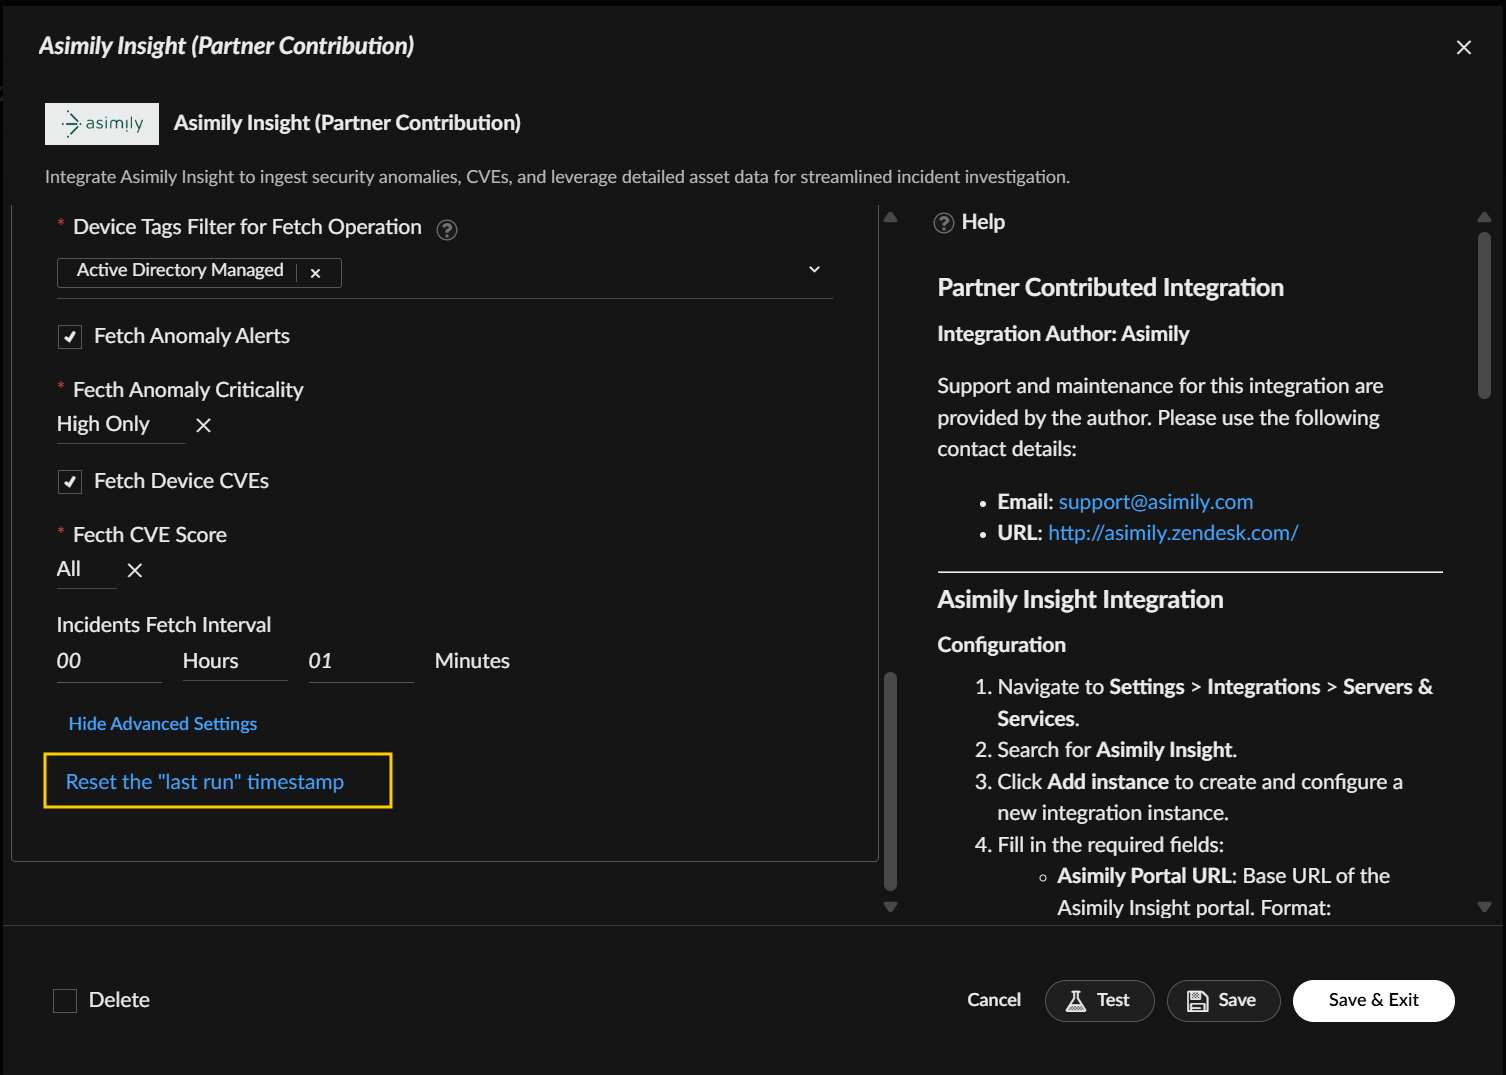 Asimily Insight (Partner Contribution)
asimily
Asimily Insight (Partner Contribution)
Integrate Asimily Insight to ingest security anomalies, CVEs, and leverage detailed asset data for streamlined incident investigation.
* Device Tags Filter for Fetch Operation ?
Active Directory Managed
Fetch Anomaly Alerts
* Fecth Anomaly Criticality
High Only
Fetch Device CVEs
* Fecth CVE Score
All
Incidents Fetch Interval
00 Hours 01 Minutes
Hide Advanced Settings
Reset the "last run" timestamp
? Help
Partner Contributed Integration
Integration Author: Asimily
Support and maintenance for this integration are
provided by the author. Please use the following
contact details:
• Email: support@asimily.com
• URL: http://asimily.zendesk.com/
Asimily Insight Integration
Configuration
1. Navigate to Settings > Integrations > Servers &
Services.
2. Search for Asimily Insight.
3. Click Add instance to create and configure a
new integration instance.
4. Fill in the required fields:
◦ Asimily Portal URL: Base URL of the
Asimily Insight portal. Format:
Delete
Cancel
Test
Save
Save & Exit